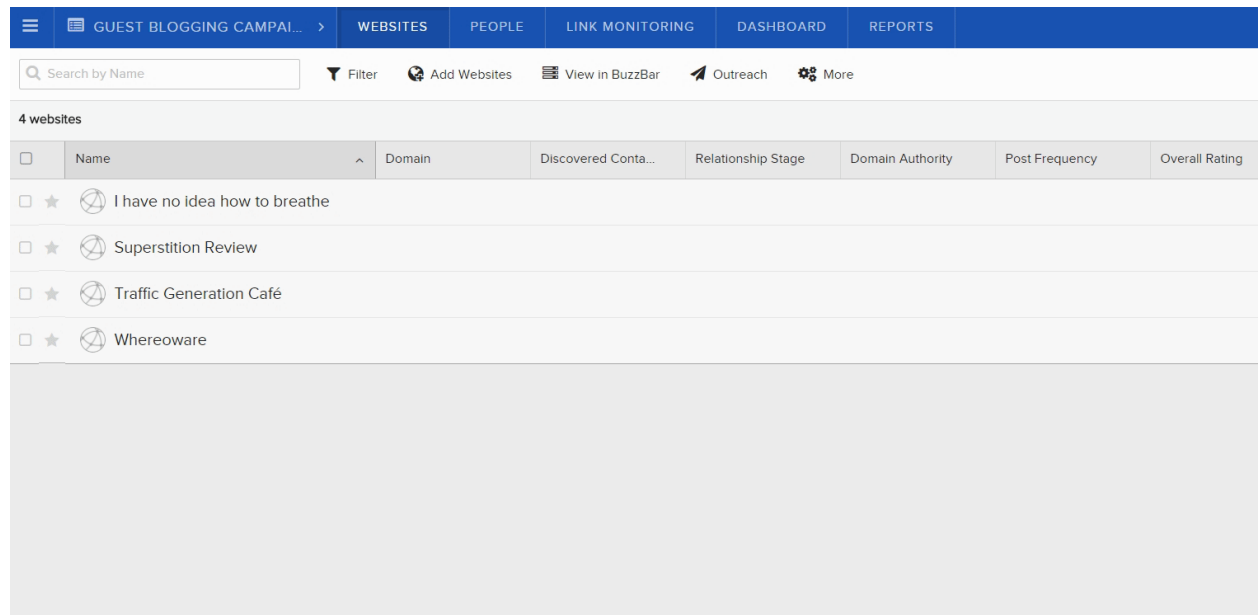 GUEST BLOGGING CAMPAI... > WEBSITES PEOPLE LINK MONITORING DASHBOARD REPORTS
Search by Name Filter Add Websites View in BuzzBar Outreach More
4 websites
Name Domain Discovered Conta... Relationship Stage Domain Authority Post Frequency Overall Rating
I have no idea how to breathe
Superstition Review
Traffic Generation Café
Whereoware